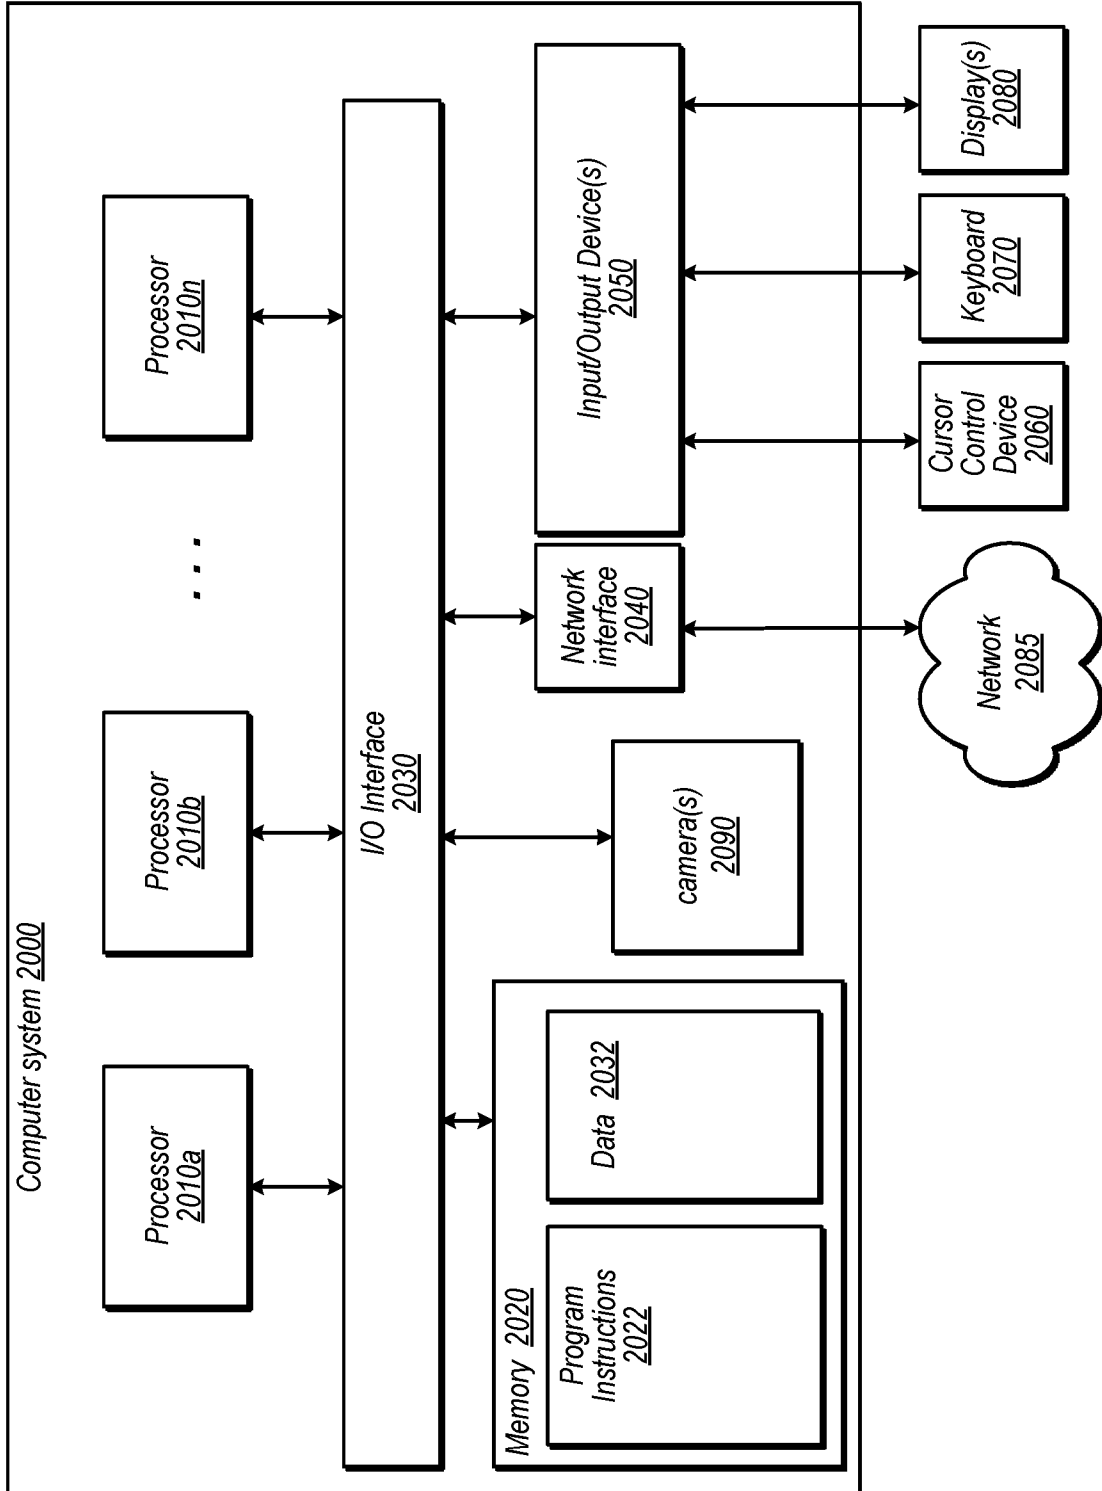 Computer system 2000
Processor
2010a
Processor
2010b
. . .
Processor
2010n
I/O Interface
2030
Memory 2020
Program
Instructions
2022
Data 2032
camera(s)
2090
Network
interface
2040
Input/Output Device(s)
2050
Network
2085
Cursor
Control
Device
2060
Keyboard
2070
Display(s)
2080